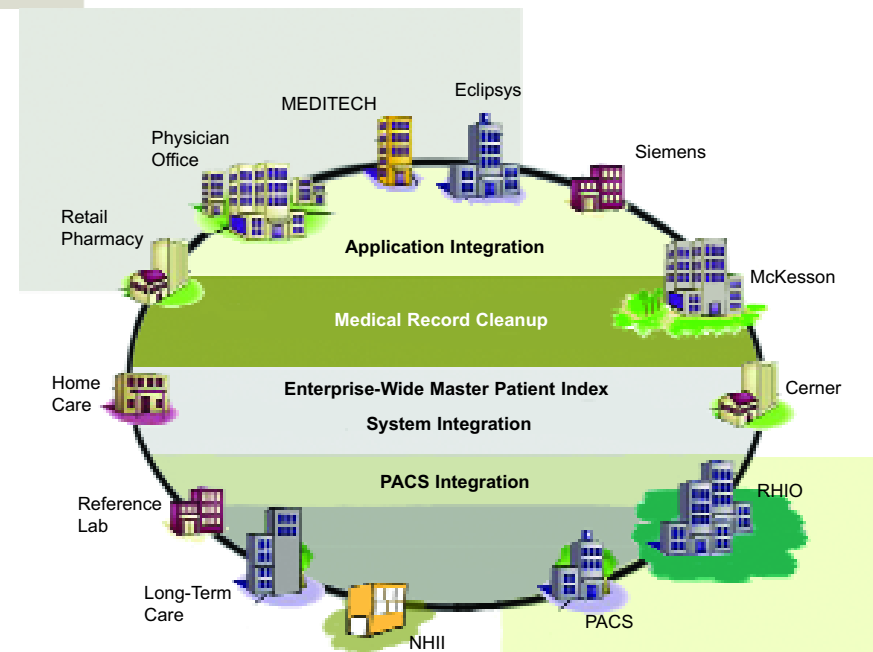 Eclipsys
MEDITECH
Physician
Office
Siemens
Retail
Pharmacy
Application Integration
McKesson
Medical Record Cleanup
Home
Care
Enterprise-Wide Master Patient Index
Cerner
System Integration
PACS Integration
RHIO
Reference
Lab
Long-Term
Care
PACS
NHII